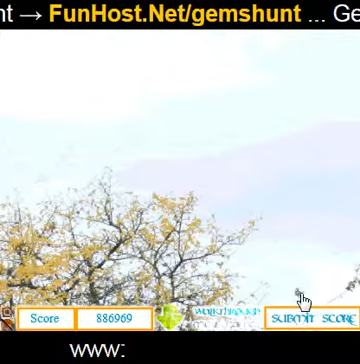 nt → FunHost.Net/gemshunt ... Ge
Score 886969 WALKTHROUGH SUBMIT SCORE
www: